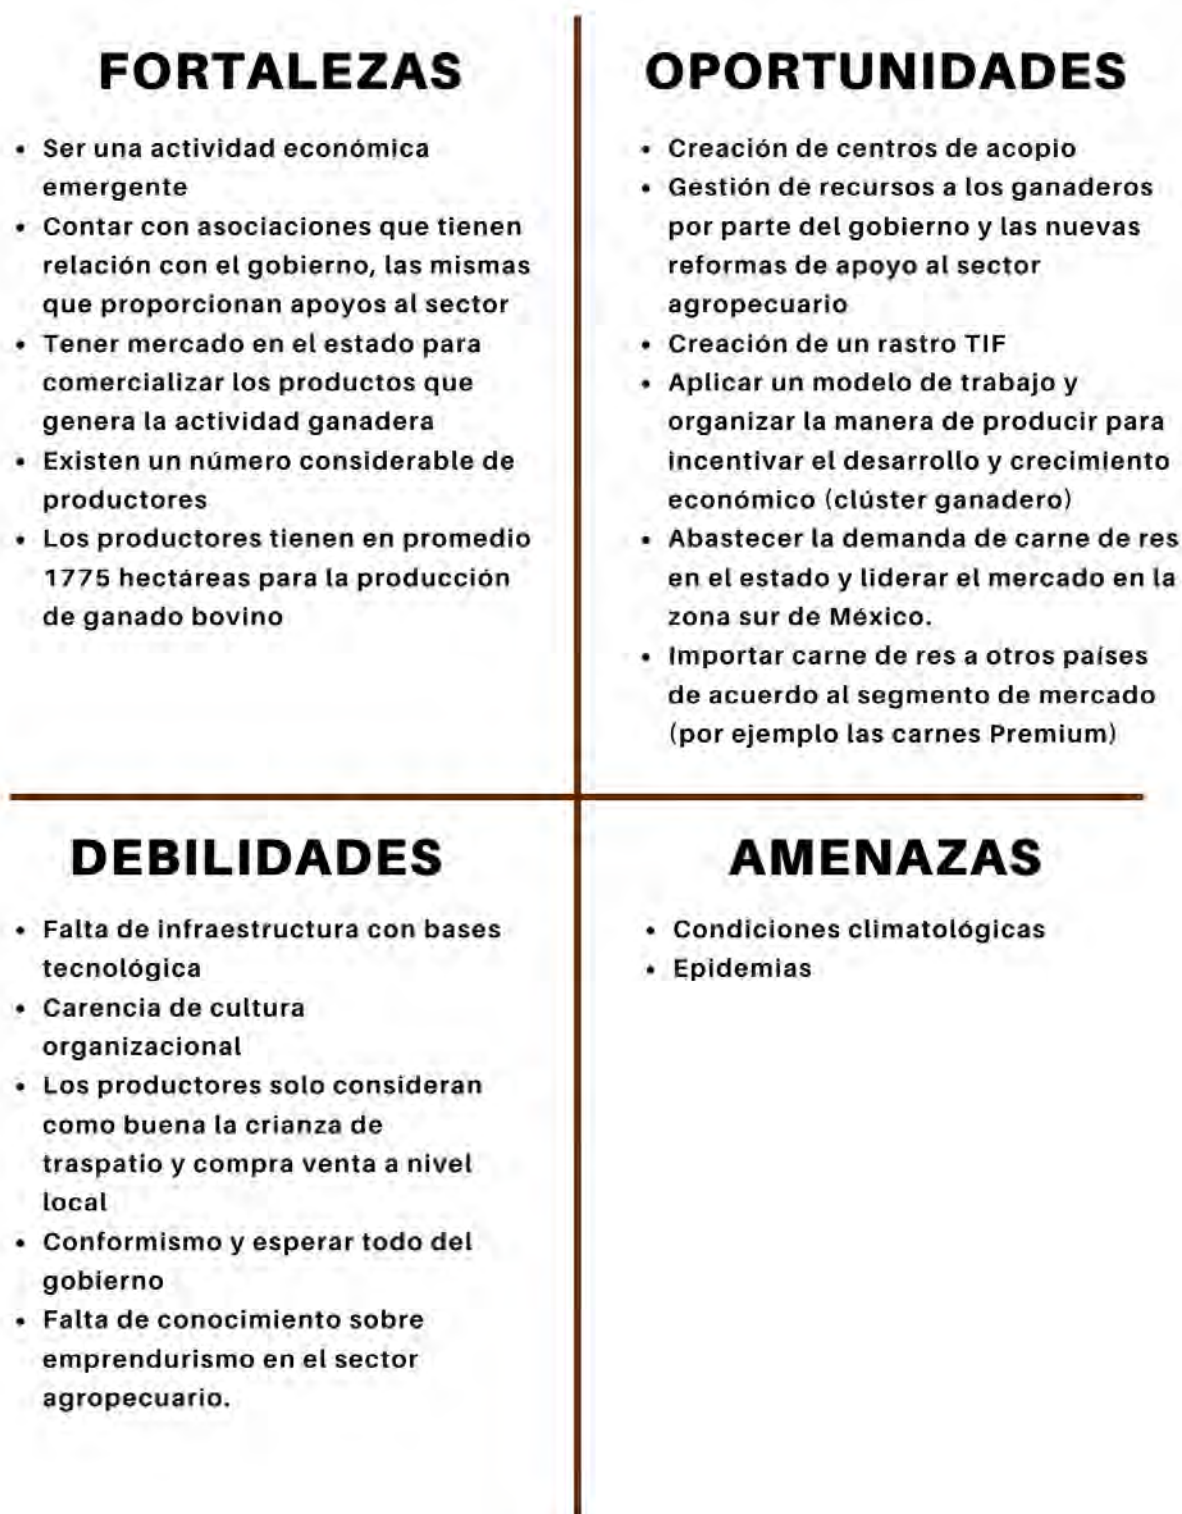 FORTALEZAS
• Ser una actividad económica
emergente
• Contar con asociaciones que tienen
relación con el gobierno, las mismas
que proporcionan apoyos al sector
• Tener mercado en el estado para
comercializar los productos que
genera la actividad ganadera
• Existen un número considerable de
productores
• Los productores tienen en promedio
1775 hectáreas para la producción
de ganado bovino
OPORTUNIDADES
• Creación de centros de acopio
• Gestión de recursos a los ganaderos
por parte del gobierno y las nuevas
reformas de apoyo al sector
agropecuario
• Creación de un rastro TIF
• Aplicar un modelo de trabajo y
organizar la manera de producir para
incentivar el desarrollo y crecimiento
económico (clúster ganadero)
• Abastecer la demanda de carne de res
en el estado y liderar el mercado en la
zona sur de México.
• Importar carne de res a otros países
de acuerdo al segmento de mercado
(por ejemplo las carnes Premium)
DEBILIDADES
• Falta de infraestructura con bases
tecnológica
• Carencia de cultura
organizacional
• Los productores solo consideran
como buena la crianza de
traspatio y compra venta a nivel
local
• Conformismo y esperar todo del
gobierno
• Falta de conocimiento sobre
emprendurismo en el sector
agropecuario.
AMENAZAS
• Condiciones climatológicas
• Epidemias